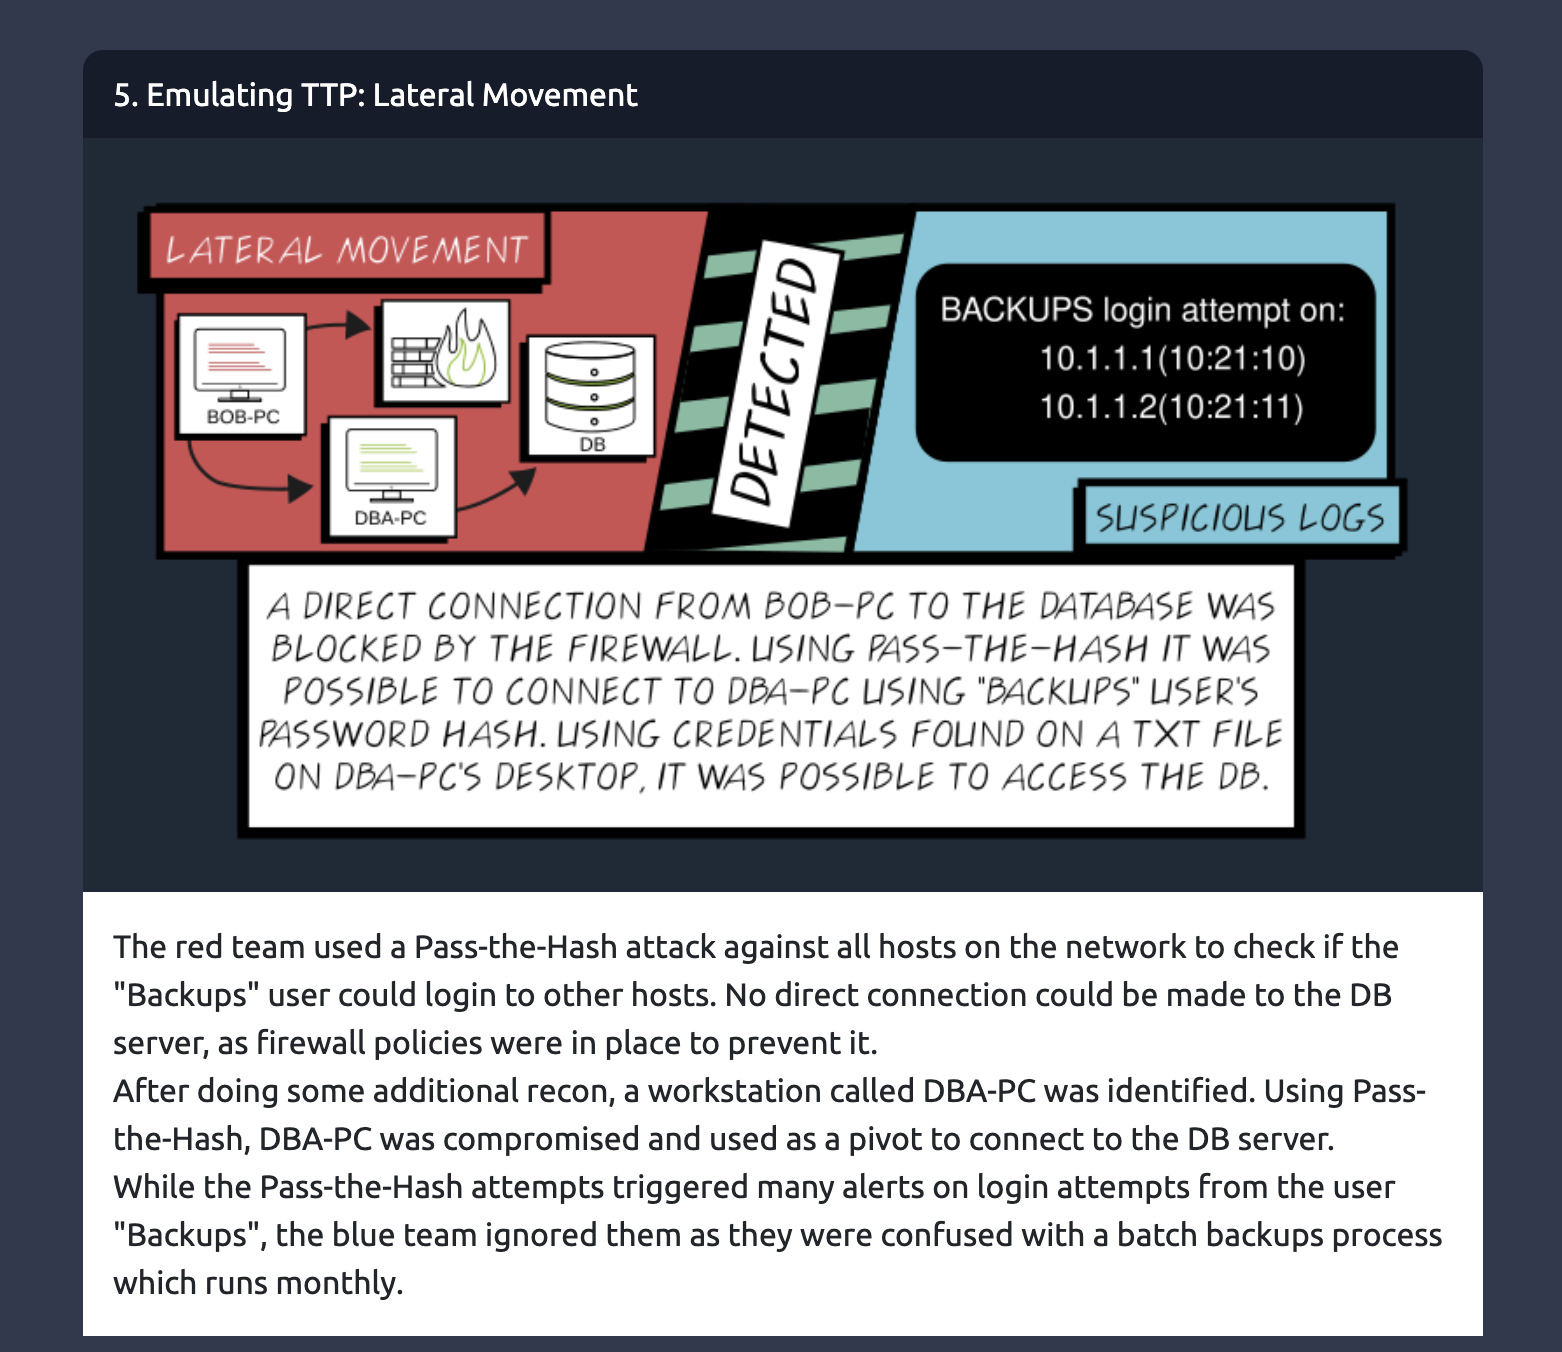 5. Emulating TTP: Lateral Movement
LATERAL MOVEMENT
BOB-PC
DBA-PC
DB
DETECTED
BACKUPS login attempt on:
10.1.1.1(10:21:10)
10.1.1.2(10:21:11)
SUSPICIOUS LOGS
A DIRECT CONNECTION FROM BOB-PC TO THE DATABASE WAS
BLOCKED BY THE FIREWALL. USING PASS-THE-HASH IT WAS
POSSIBLE TO CONNECT TO DBA-PC USING "BACKUPS" USER'S
PASSWORD HASH. USING CREDENTIALS FOUND ON A TXT FILE
ON DBA-PC'S DESKTOP, IT WAS POSSIBLE TO ACCESS THE DB.
The red team used a Pass-the-Hash attack against all hosts on the network to check if the
"Backups" user could login to other hosts. No direct connection could be made to the DB
server, as firewall policies were in place to prevent it.
After doing some additional recon, a workstation called DBA-PC was identified. Using Pass-
the-Hash, DBA-PC was compromised and used as a pivot to connect to the DB server.
While the Pass-the-Hash attempts triggered many alerts on login attempts from the user
"Backups", the blue team ignored them as they were confused with a batch backups process
which runs monthly.